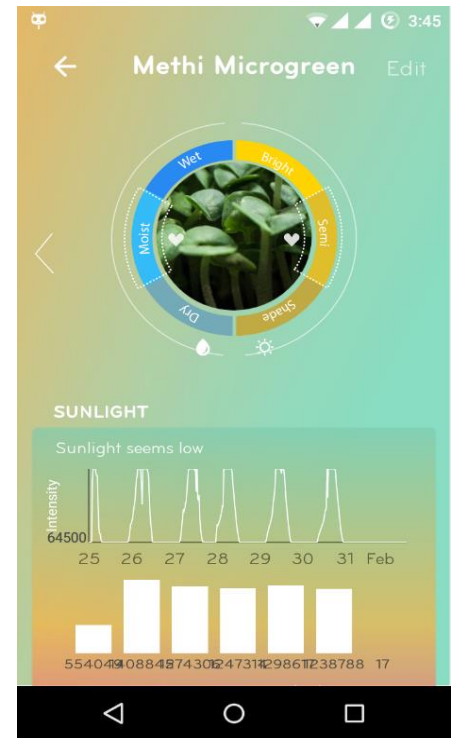 3:45
Methi Microgreen Edit
Wet
Bright
Moist
Semi
Dry
Shade
SUNLIGHT
Sunlight seems low
Intensity
64500
25 26 27 28 29 30 31 Feb
17